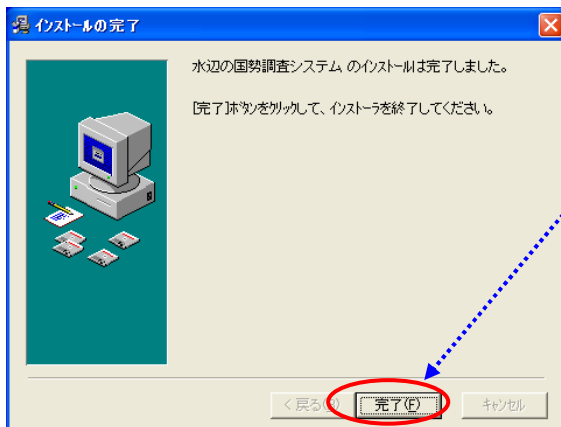 インストールの完了
水辺の国勢調査システム のインストールは完了しました。
[完了]ボタンをクリックして、インストーラを終了してください。
< 戻る(B)
完了(F)
キャンセル